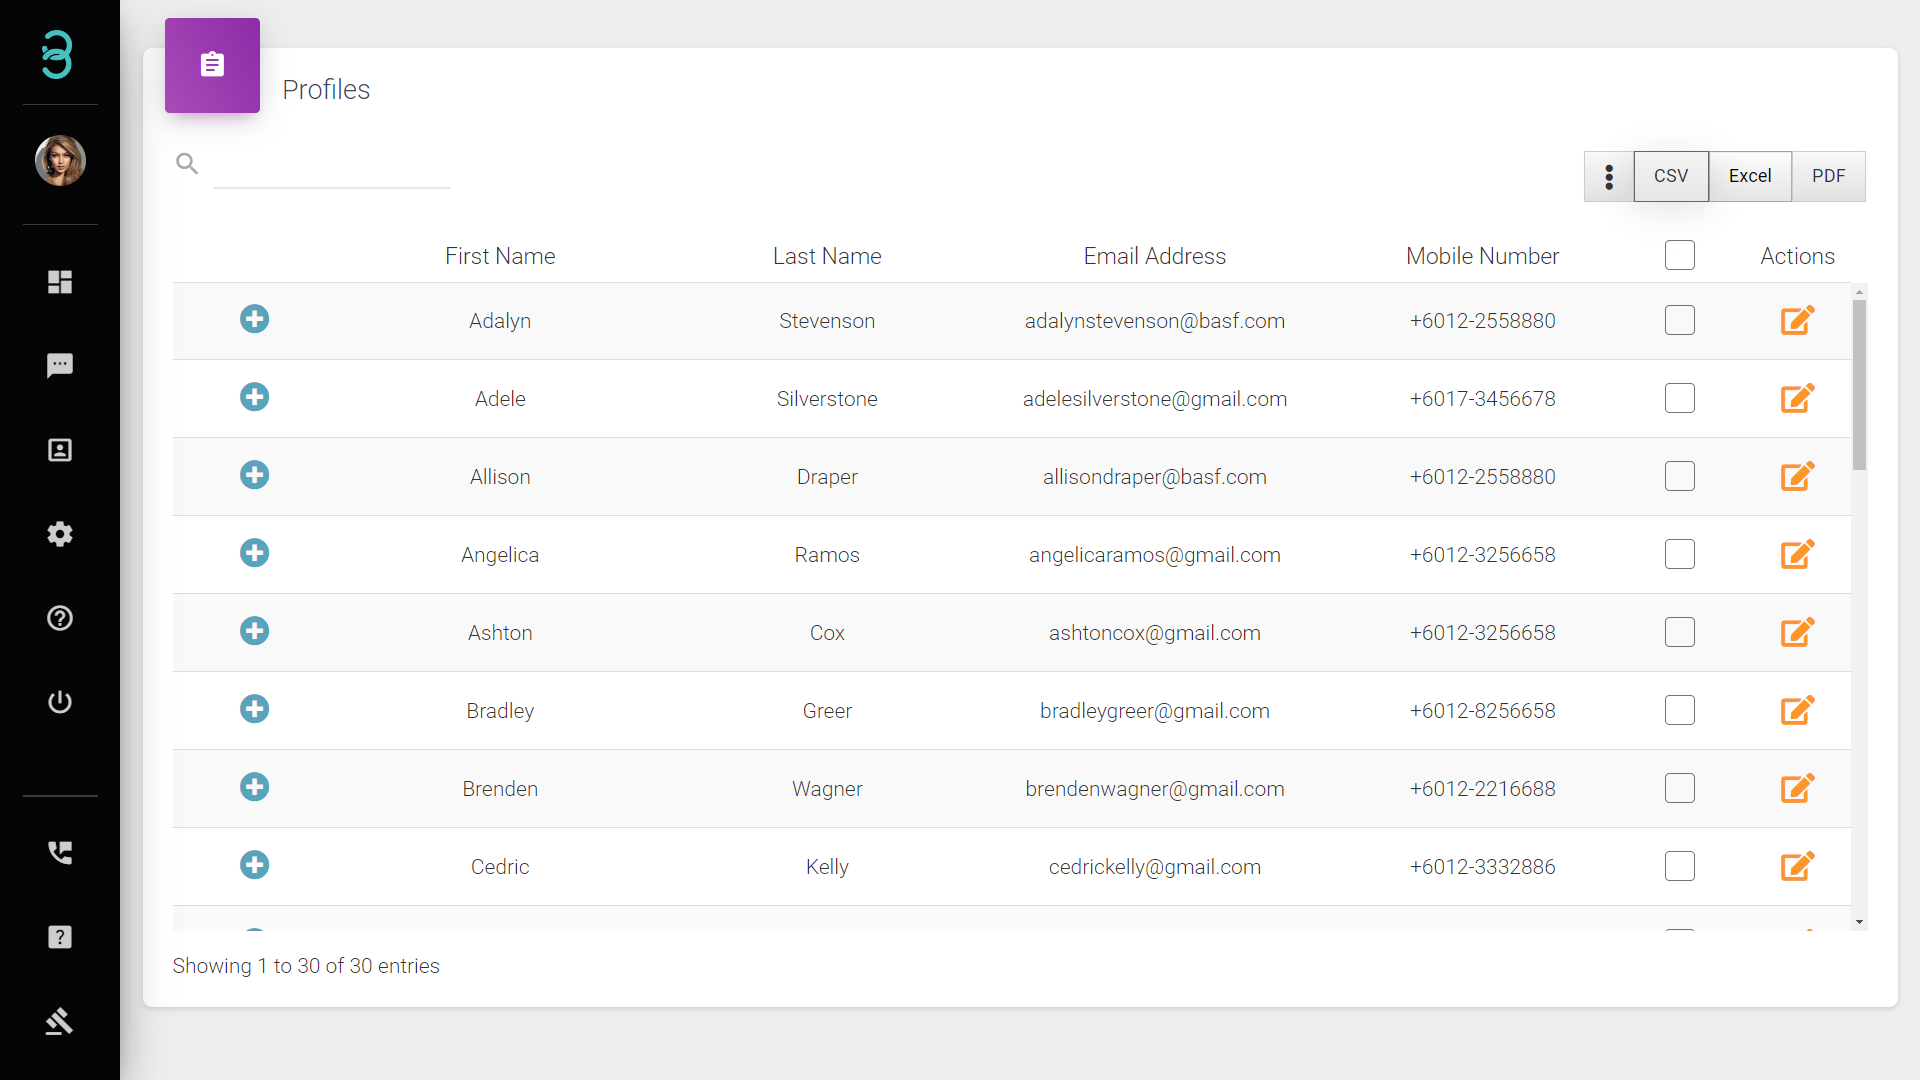 Profiles
CSV Excel PDF
First Name Last Name Email Address Mobile Number Actions
Adalyn Stevenson adalynstevenson@basf.com +6012-2558880
Adele Silverstone adelesilverstone@gmail.com +6017-3456678
Allison Draper allisondraper@basf.com +6012-2558880
Angelica Ramos angelicaramos@gmail.com +6012-3256658
Ashton Cox ashtoncox@gmail.com +6012-3256658
Bradley Greer bradleygreer@gmail.com +6012-8256658
Brenden Wagner brendenwagner@gmail.com +6012-2216688
Cedric Kelly cedrickelly@gmail.com +6012-3332886
Showing 1 to 30 of 30 entries